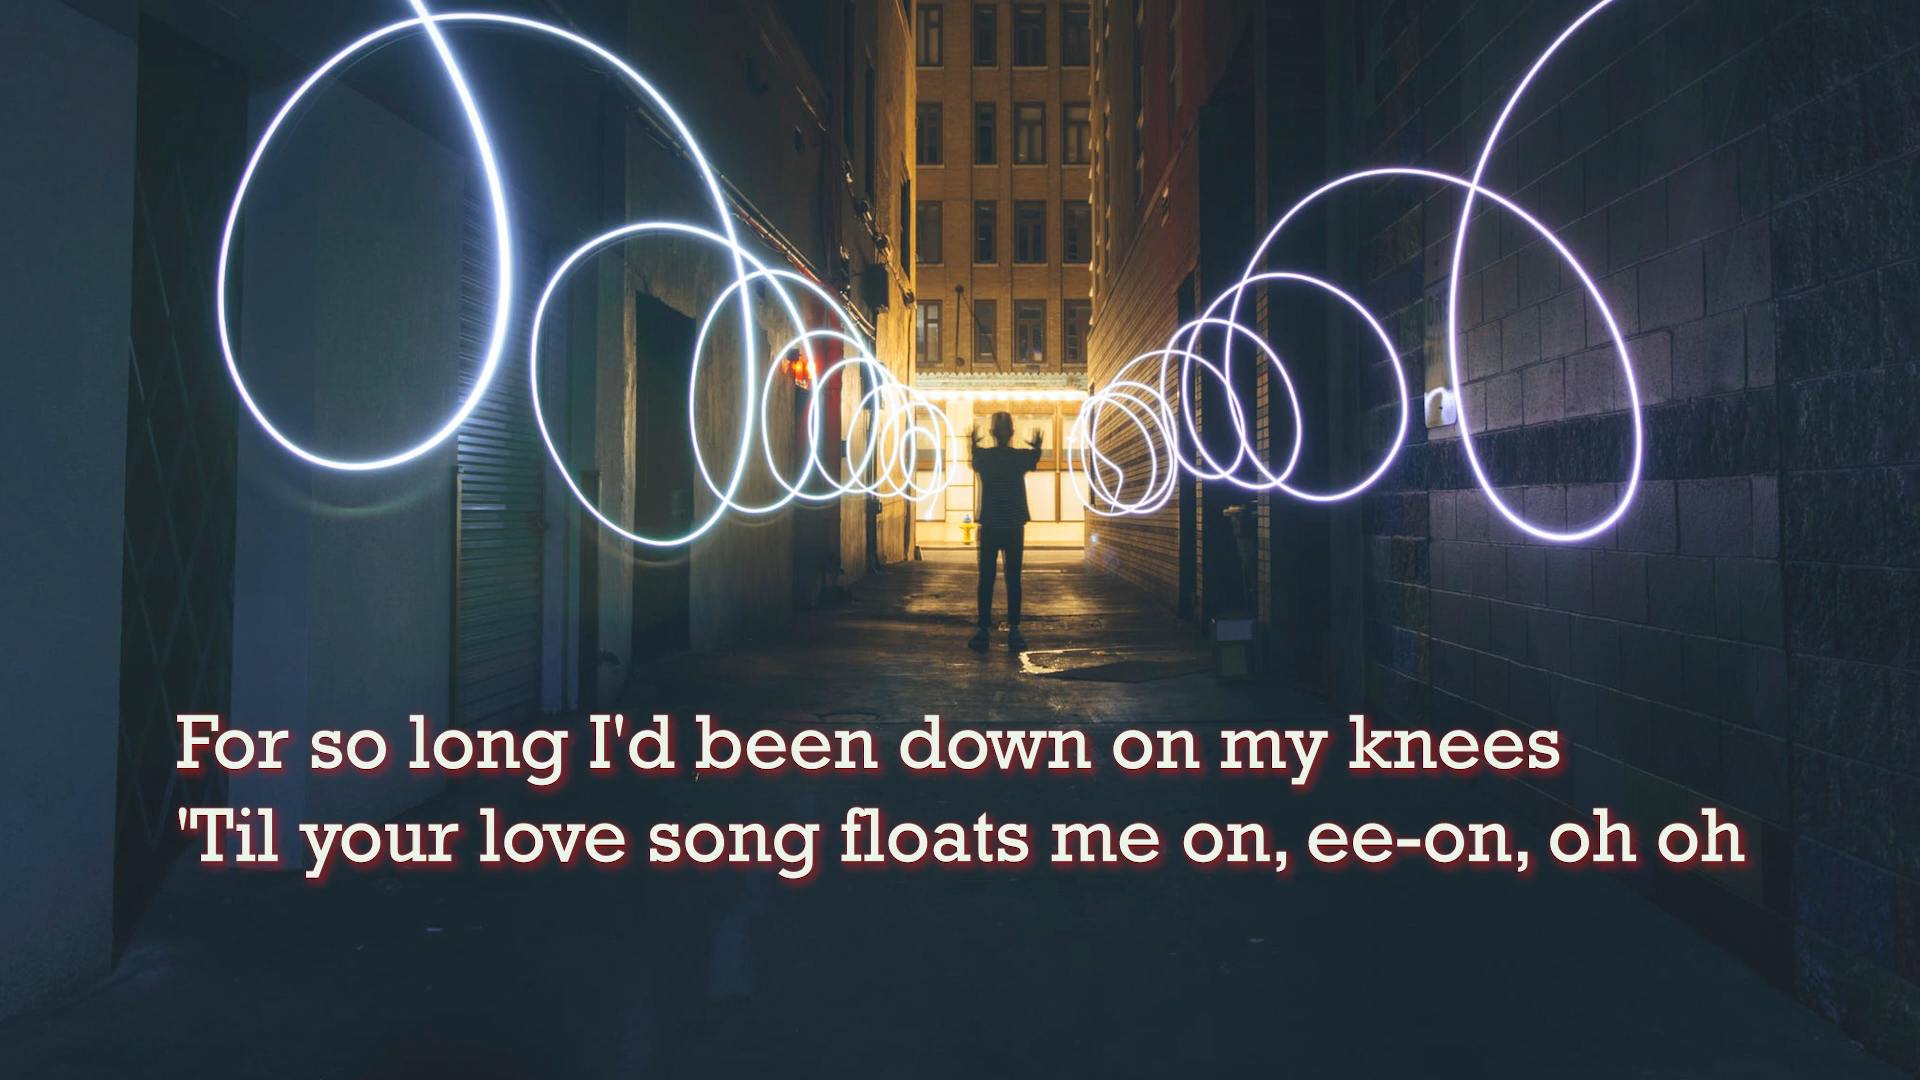 For so long I'd been down on my knees
'Til your love song floats me on, ee-on, oh oh